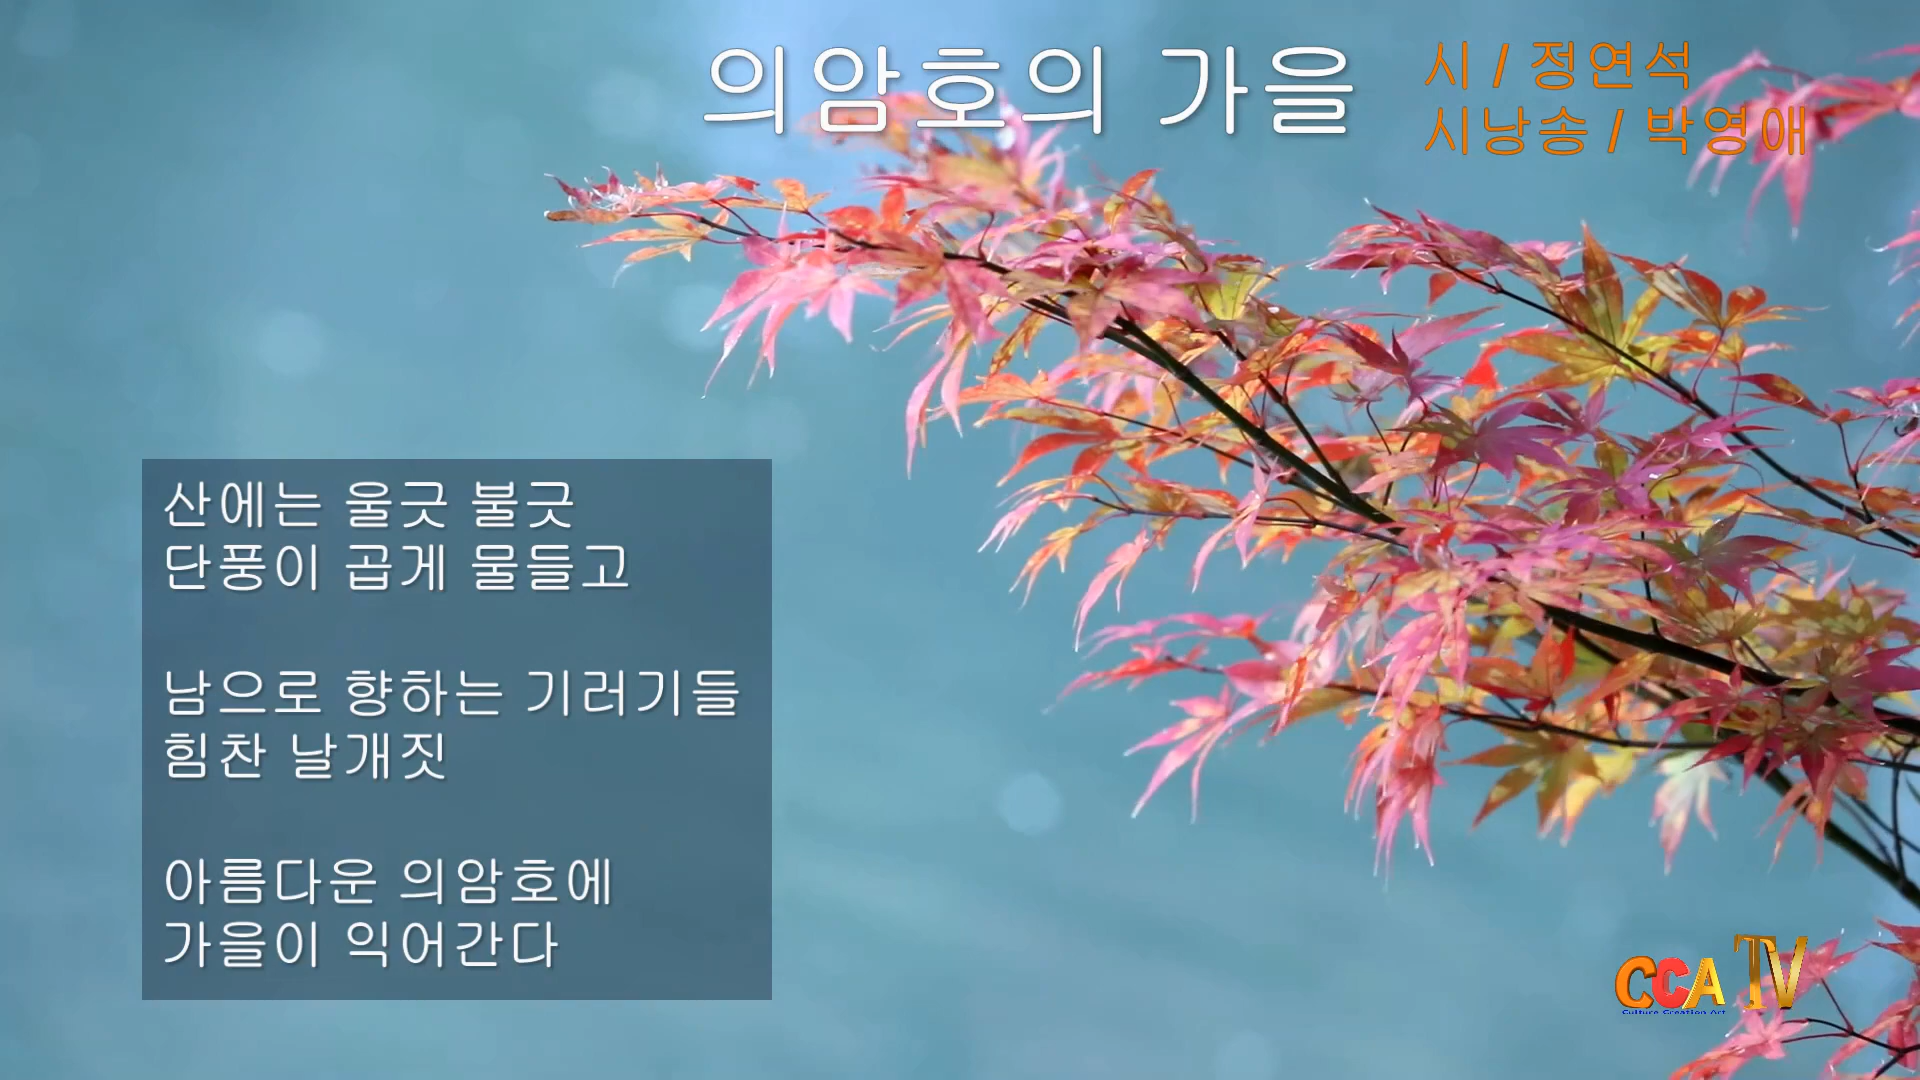 의암호의 가을
시 / 정연석
시낭송 / 박영애
산에는 울긋 불긋
단풍이 곱게 물들고
남으로 향하는 기러기들
힘찬 날개짓
아름다운 의암호에
가을이 익어간다
CCA TV
Culture Creation Art